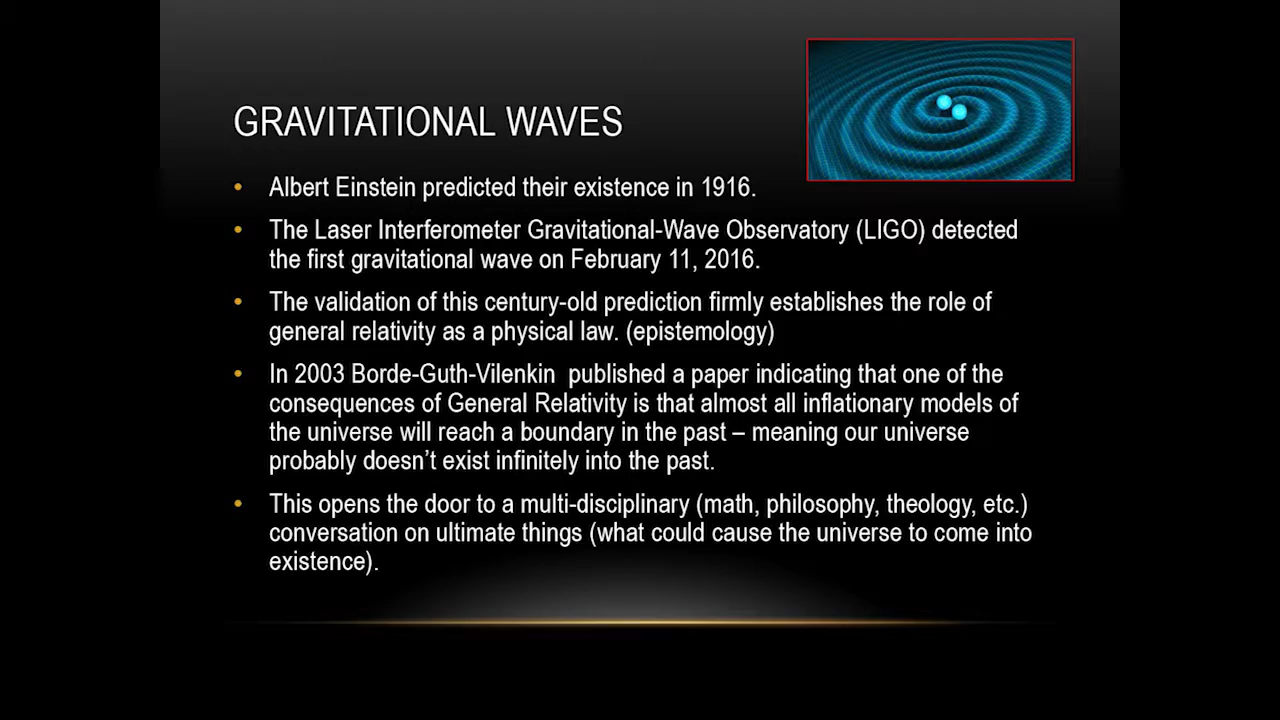 GRAVITATIONAL WAVES
• Albert Einstein predicted their existence in 1916.
• The Laser Interferometer Gravitational-Wave Observatory (LIGO) detected
the first gravitational wave on February 11, 2016.
• The validation of this century-old prediction firmly establishes the role of
general relativity as a physical law. (epistemology)
• In 2003 Borde-Guth-Vilenkin  published a paper indicating that one of the
consequences of General Relativity is that almost all inflationary models of
the universe will reach a boundary in the past – meaning our universe
probably doesn’t exist infinitely into the past.
• This opens the door to a multi-disciplinary (math, philosophy, theology, etc.)
conversation on ultimate things (what could cause the universe to come into
existence).